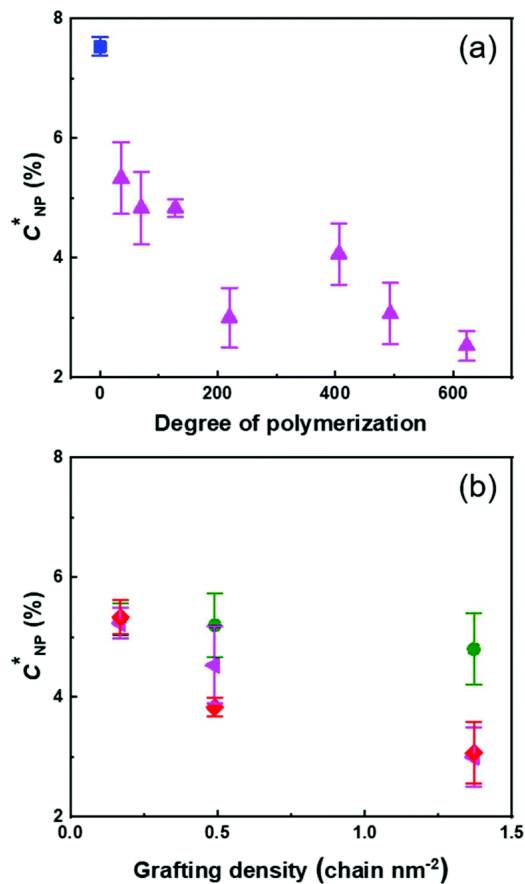 (a)
8
6
4
2
C*NP (%)
0 200 400 600
Degree of polymerization
(b)
8
6
4
2
C*NP (%)
0.0 0.5 1.0 1.5
Grafting density (chain nm-2)